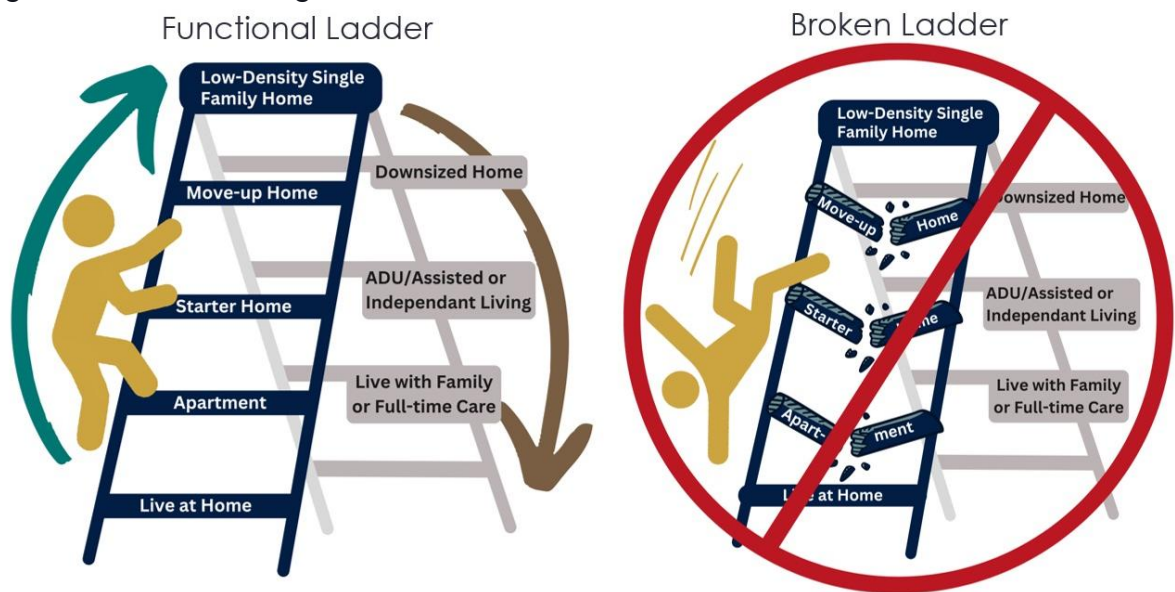 Functional Ladder
Low-Density Single
Family Home
Move-up Home
Starter Home
Apartment
Live at Home
Downsized Home
ADU/Assisted or
Independant Living
Live with Family
or Full-time Care
Broken Ladder
Low-Density Single
Family Home
Move-up Home
Starter Home
Apart-ment
Live at Home
Downsized Home
ADU/Assisted or
Independant Living
Live with Family
or Full-time Care